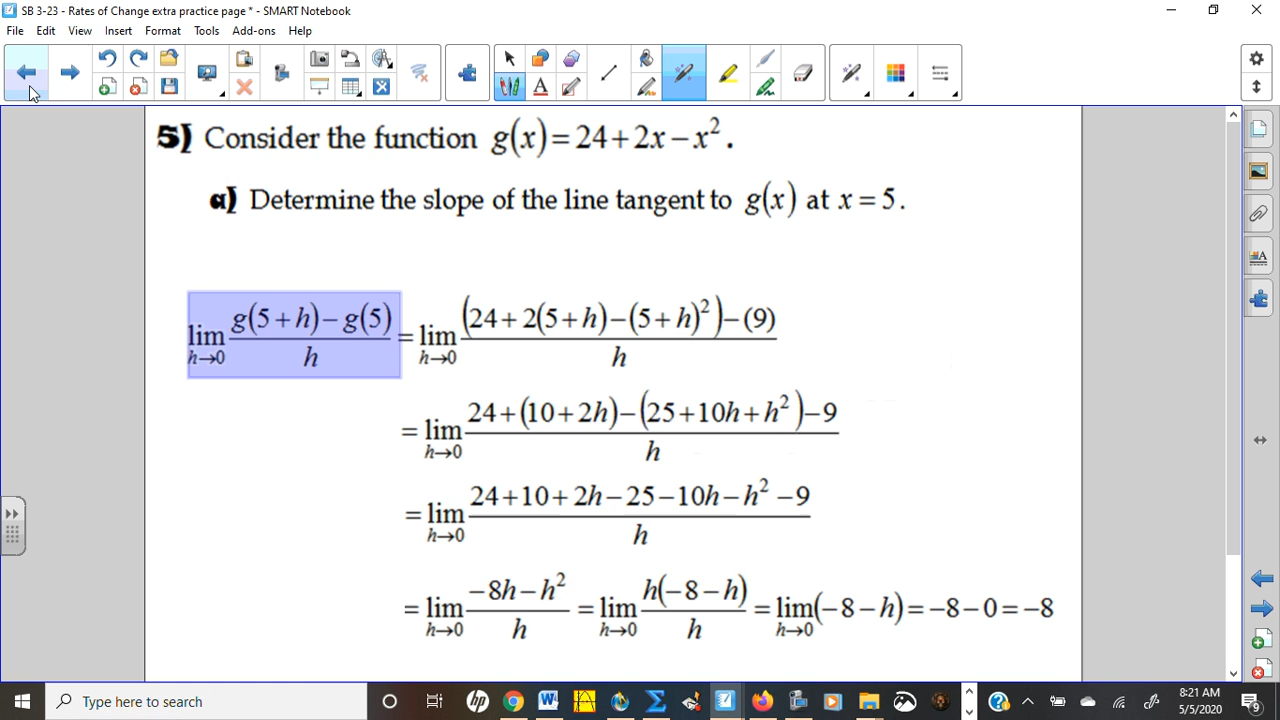 SB 3-23 - Rates of Change extra practice page * - SMART Notebook
File Edit View Insert Format Tools Add-ons Help
5) Consider the function g(x)=24+2x−x².
a) Determine the slope of the line tangent to g(x) at x=5.
lim h→0 (g(5+h)−g(5))/h = lim h→0 ((24+2(5+h)−(5+h)²)−(9))/h
= lim h→0 (24+(10+2h)−(25+10h+h²)−9)/h
= lim h→0 (24+10+2h−25−10h−h²−9)/h
= lim h→0 (−8h−h²)/h = lim h→0 h(−8−h)/h = lim h→0 (−8−h)=−8−0=−8
Type here to search
8:21 AM
5/5/2020
9